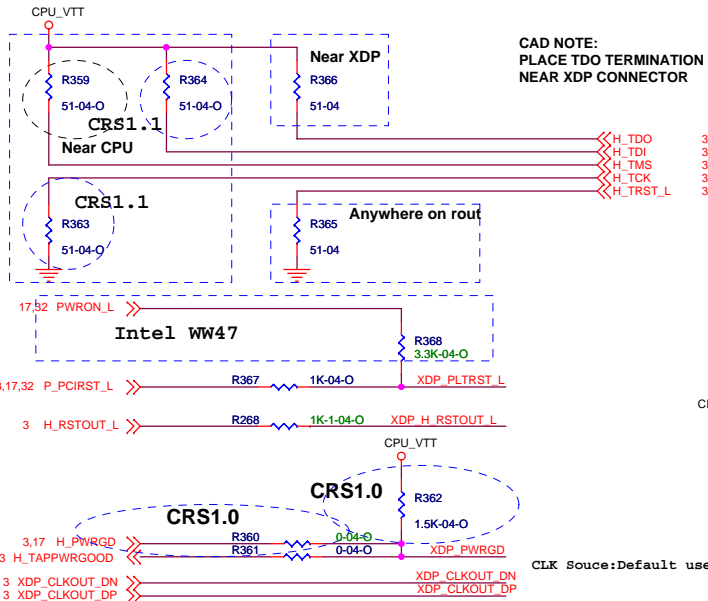 CPU_VTT
R359
51-04-O
R364
51-04-O
Near XDP
R366
51-04
CAD NOTE:
PLACE TDO TERMINATION
NEAR XDP CONNECTOR
CRS1.1
Near CPU
H_TDO 3
H_TDI 3
H_TMS 3
H_TCK 3
H_TRST_L 3
CRS1.1
R363
51-04-O
Anywhere on rout
R365
51-04
17,32 PWRON_L
Intel WW47
R368
3.3K-04-O
,17,32 P_PCIRST_L R367 1K-04-O XDP_PLTRST_L
3 H_RSTOUT_L R268 1K-1-04-O XDP_H_RSTOUT_L
CPU_VTT
CRS1.0
R362
1.5K-04-O
CRS1.0
3,17 H_PWRGD R360 0-04-O
3 H_TAPPWRGOOD R361 0-04-O XDP_PWRGD
CLK Souce:Default use
3 XDP_CLKOUT_DN XDP_CLKOUT_DN
3 XDP_CLKOUT_DP XDP_CLKOUT_DP